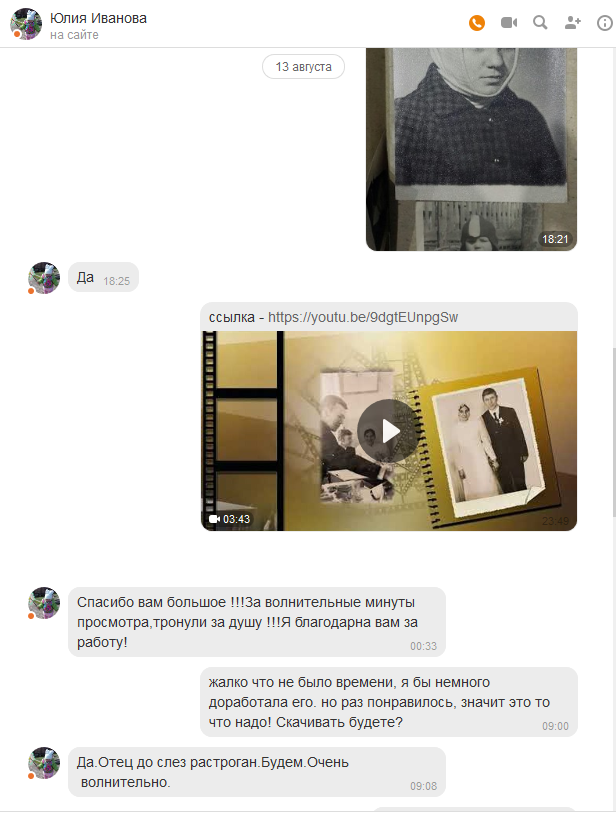 Юлия Иванова
на сайте
13 августа
18:21
Да 18:25
ссылка - https://youtu.be/9dgtEUnpgSw
03:43
23:45
Спасибо вам большое !!!За волнительные минуты
просмотра,тронули за душу !!!Я благодарна вам за
работу!
00:33
жалко что не было времени, я бы немного
доработала его. но раз понравилось, значит это то
что надо! Скачивать будете?
09:00
Да.Отец до слез растроган.Будем.Очень
волнительно.
09:08